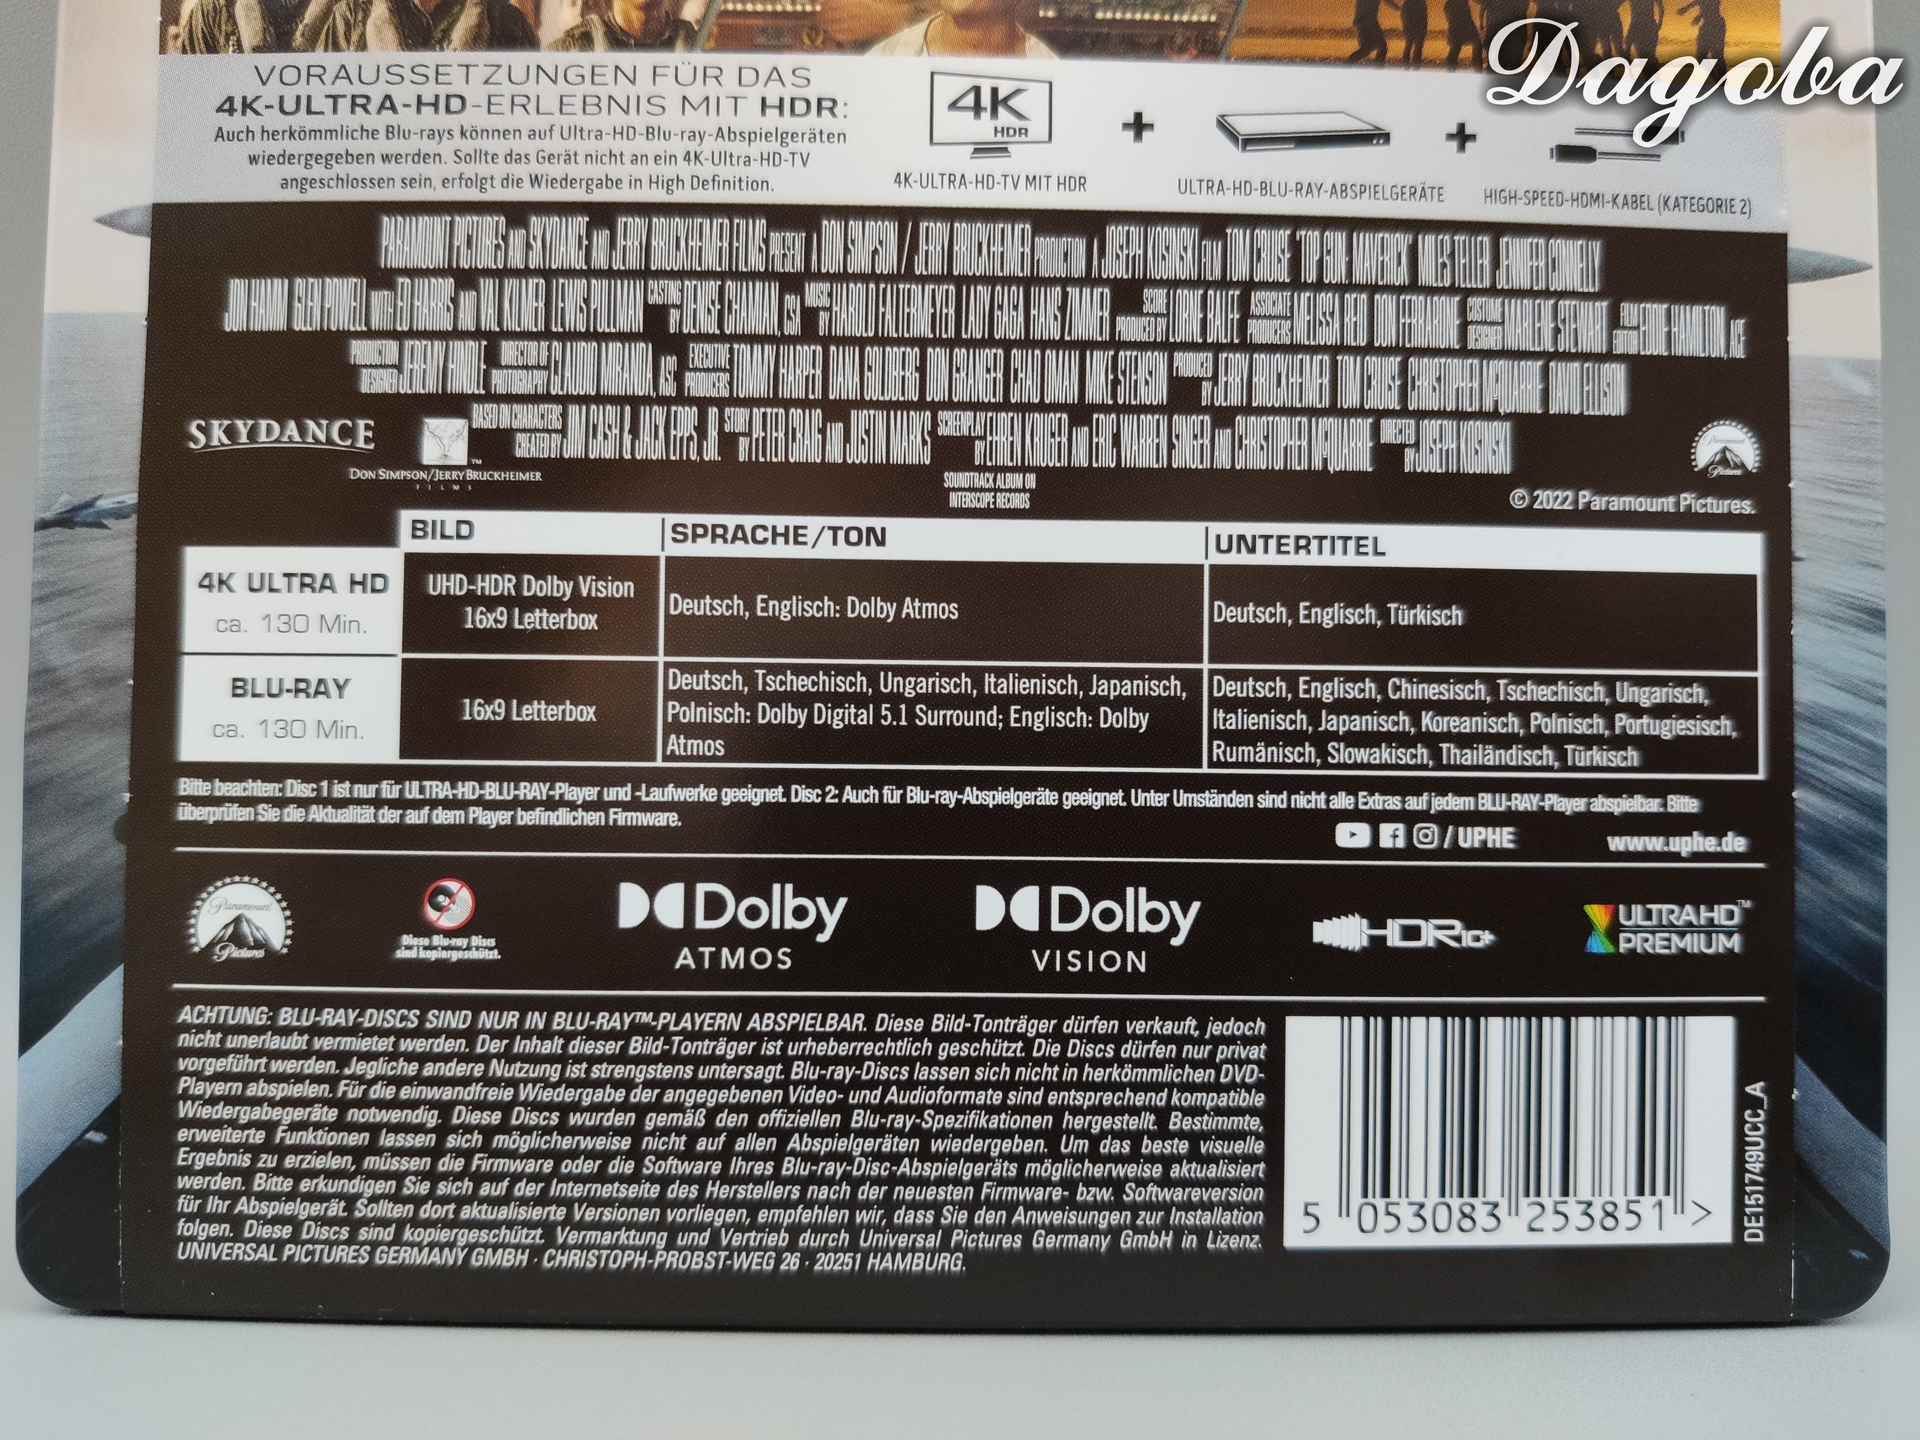 Dagoba
VORAUSSETZUNGEN FÜR DAS
4K-ULTRA-HD-ERLEBNIS MIT HDR:
Auch herkömmliche Blu-rays können auf Ultra-HD-Blu-ray-Abspielgeräten
wiedergegeben werden. Sollte das Gerät nicht an ein 4K-Ultra-HD-TV
angeschlossen sein, erfolgt die Wiedergabe in High Definition.
4K
HDR
+
+
4K-ULTRA-HD-TV MIT HDR
ULTRA-HD-BLU-RAY-ABSPIELGERÄTE
HIGH-SPEED-HDMI-KABEL (KATEGORIE 2)
PARAMOUNT PICTURES AND SKYDANCE AND JERRY BRUCKHEIMER FILMS PRESENT A DON SIMPSON / JERRY BRUCKHEIMER PRODUCTION A JOSEPH KOSINSKI FILM TOM CRUISE 'TOP GUN: MAVERICK' MILES TELLER JENNIFER CONNELLY
JON HAMM GLEN POWELL WITH ED HARRIS AND VAL KILMER LEWIS PULLMAN CASTING BY DENISE CHAMIAN, CSA MUSIC BY HAROLD FALTERMEYER LADY GAGA HANS ZIMMER SCORE PRODUCED BY LORNE BALFE ASSOCIATE PRODUCERS MELISSA REID DON FERRARONE COSTUME DESIGNER MARLENE STEWART FILM EDITOR EDDIE HAMILTON, ACE
PRODUCTION DESIGNER JEREMY HINDLE DIRECTOR OF PHOTOGRAPHY CLAUDIO MIRANDA, ASC EXECUTIVE PRODUCERS TOMMY HARPER DANA GOLDBERG DON GRANGER CHAD OMAN MIKE STENSON PRODUCED BY JERRY BRUCKHEIMER TOM CRUISE CHRISTOPHER McQUARRIE DAVID ELLISON
BASED ON CHARACTERS CREATED BY JIM CASH & JACK EPPS, JR. STORY BY PETER CRAIG AND JUSTIN MARKS SCREENPLAY BY EHREN KRUGER AND ERIC WARREN SINGER AND CHRISTOPHER McQUARRIE DIRECTED BY JOSEPH KOSINSKI
SKYDANCE
DON SIMPSON/JERRY BRUCKHEIMER
FILMS
SOUNDTRACK ALBUM ON
INTERSCOPE RECORDS
Paramount
Pictures
© 2022 Paramount Pictures.
BILD
SPRACHE/TON
UNTERTITEL
4K ULTRA HD
ca. 130 Min.
UHD-HDR Dolby Vision
16x9 Letterbox
Deutsch, Englisch: Dolby Atmos
Deutsch, Englisch, Türkisch
BLU-RAY
ca. 130 Min.
16x9 Letterbox
Deutsch, Tschechisch, Ungarisch, Italienisch, Japanisch,
Polnisch: Dolby Digital 5.1 Surround; Englisch: Dolby
Atmos
Deutsch, Englisch, Chinesisch, Tschechisch, Ungarisch,
Italienisch, Japanisch, Koreanisch, Polnisch, Portugiesisch,
Rumänisch, Slowakisch, Thailändisch, Türkisch
Bitte beachten: Disc 1 ist nur für ULTRA-HD-BLU-RAY-Player und -Laufwerke geeignet. Disc 2: Auch für Blu-ray-Abspielgeräte geeignet. Unter Umständen sind nicht alle Extras auf jedem BLU-RAY-Player abspielbar. Bitte
überprüfen Sie die Aktualität der auf dem Player befindlichen Firmware.
/ UPHE
www.uphe.de
Paramount
Pictures
Diese Blu-ray Discs
sind kopiergeschützt.
Dolby
ATMOS
Dolby
VISION
HDR10+
ULTRA HD™
PREMIUM
ACHTUNG: BLU-RAY-DISCS SIND NUR IN BLU-RAY™-PLAYERN ABSPIELBAR. Diese Bild-Tonträger dürfen verkauft, jedoch
nicht unerlaubt vermietet werden. Der Inhalt dieser Bild-Tonträger ist urheberrechtlich geschützt. Die Discs dürfen nur privat
vorgeführt werden. Jegliche andere Nutzung ist strengstens untersagt. Blu-ray-Discs lassen sich nicht in herkömmlichen DVD-
Playern abspielen. Für die einwandfreie Wiedergabe der angegebenen Video- und Audioformate sind entsprechend kompatible
Wiedergabegeräte notwendig. Diese Discs wurden gemäß den offiziellen Blu-ray-Spezifikationen hergestellt. Bestimmte,
erweiterte Funktionen lassen sich möglicherweise nicht auf allen Abspielgeräten wiedergeben. Um das beste visuelle
Ergebnis zu erzielen, müssen die Firmware oder die Software Ihres Blu-ray-Disc-Abspielgeräts möglicherweise aktualisiert
werden. Bitte erkundigen Sie sich auf der Internetseite des Herstellers nach der neuesten Firmware- bzw. Softwareversion
für Ihr Abspielgerät. Sollten dort aktualisierte Versionen vorliegen, empfehlen wir, dass Sie den Anweisungen zur Installation
folgen. Diese Discs sind kopiergeschützt. Vermarktung und Vertrieb durch Universal Pictures Germany GmbH in Lizenz.
UNIVERSAL PICTURES GERMANY GMBH · CHRISTOPH-PROBST-WEG 26 · 20251 HAMBURG.
5 053083 253851 >
DE151749UCC_A